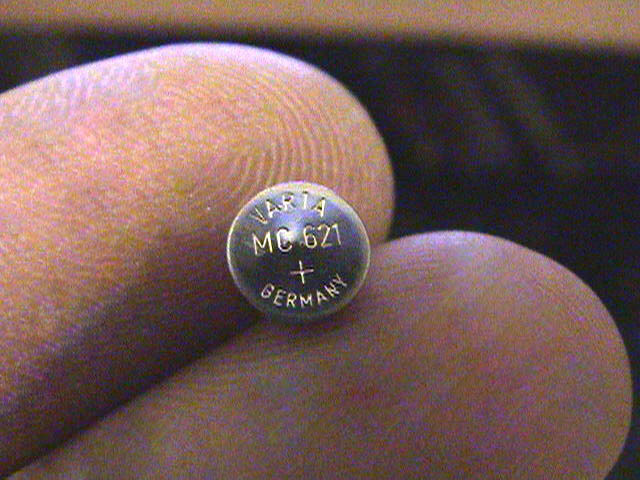 VARTA
MC 621
+
GERMANY